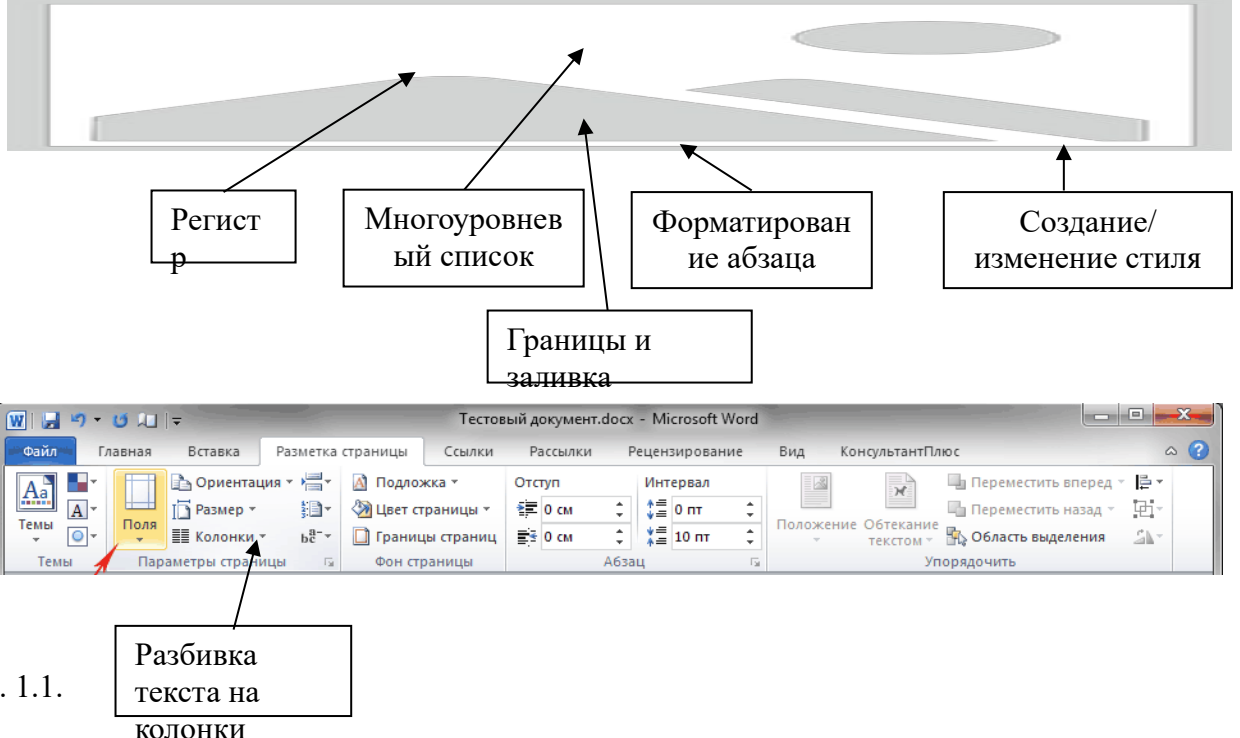 Регист
р
Многоуровнев
ый список
Форматирован
ие абзаца
Создание/
изменение стиля
Границы и
заливка
Тестовый документ.docx - Microsoft Word
Файл Главная Вставка Разметка страницы Ссылки Рассылки Рецензирование Вид КонсультантПлюс
Темы
Поля
Ориентация
Размер
Колонки
Подложка
Цвет страницы
Границы страниц
Отступ
0 см
0 см
Интервал
0 пт
10 пт
Положение
Обтекание
текстом
Переместить вперед
Переместить назад
Область выделения
Темы Параметры страницы Фон страницы Абзац Упорядочить
Разбивка
текста на
колонки
. 1.1.